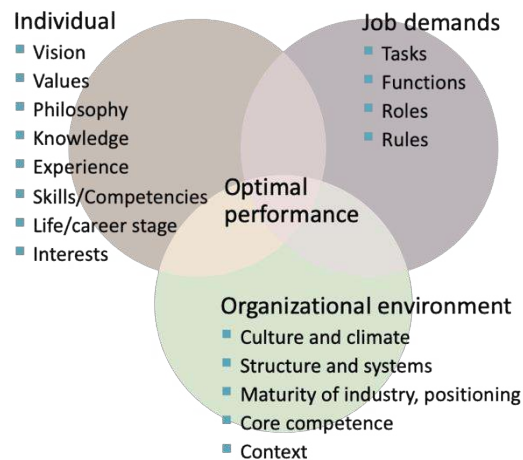 Individual
Vision
Values
Philosophy
Knowledge
Experience
Skills/Competencies
Life/career stage
Interests
Job demands
Tasks
Functions
Roles
Rules
Optimal
performance
Organizational environment
Culture and climate
Structure and systems
Maturity of industry, positioning
Core competence
Context